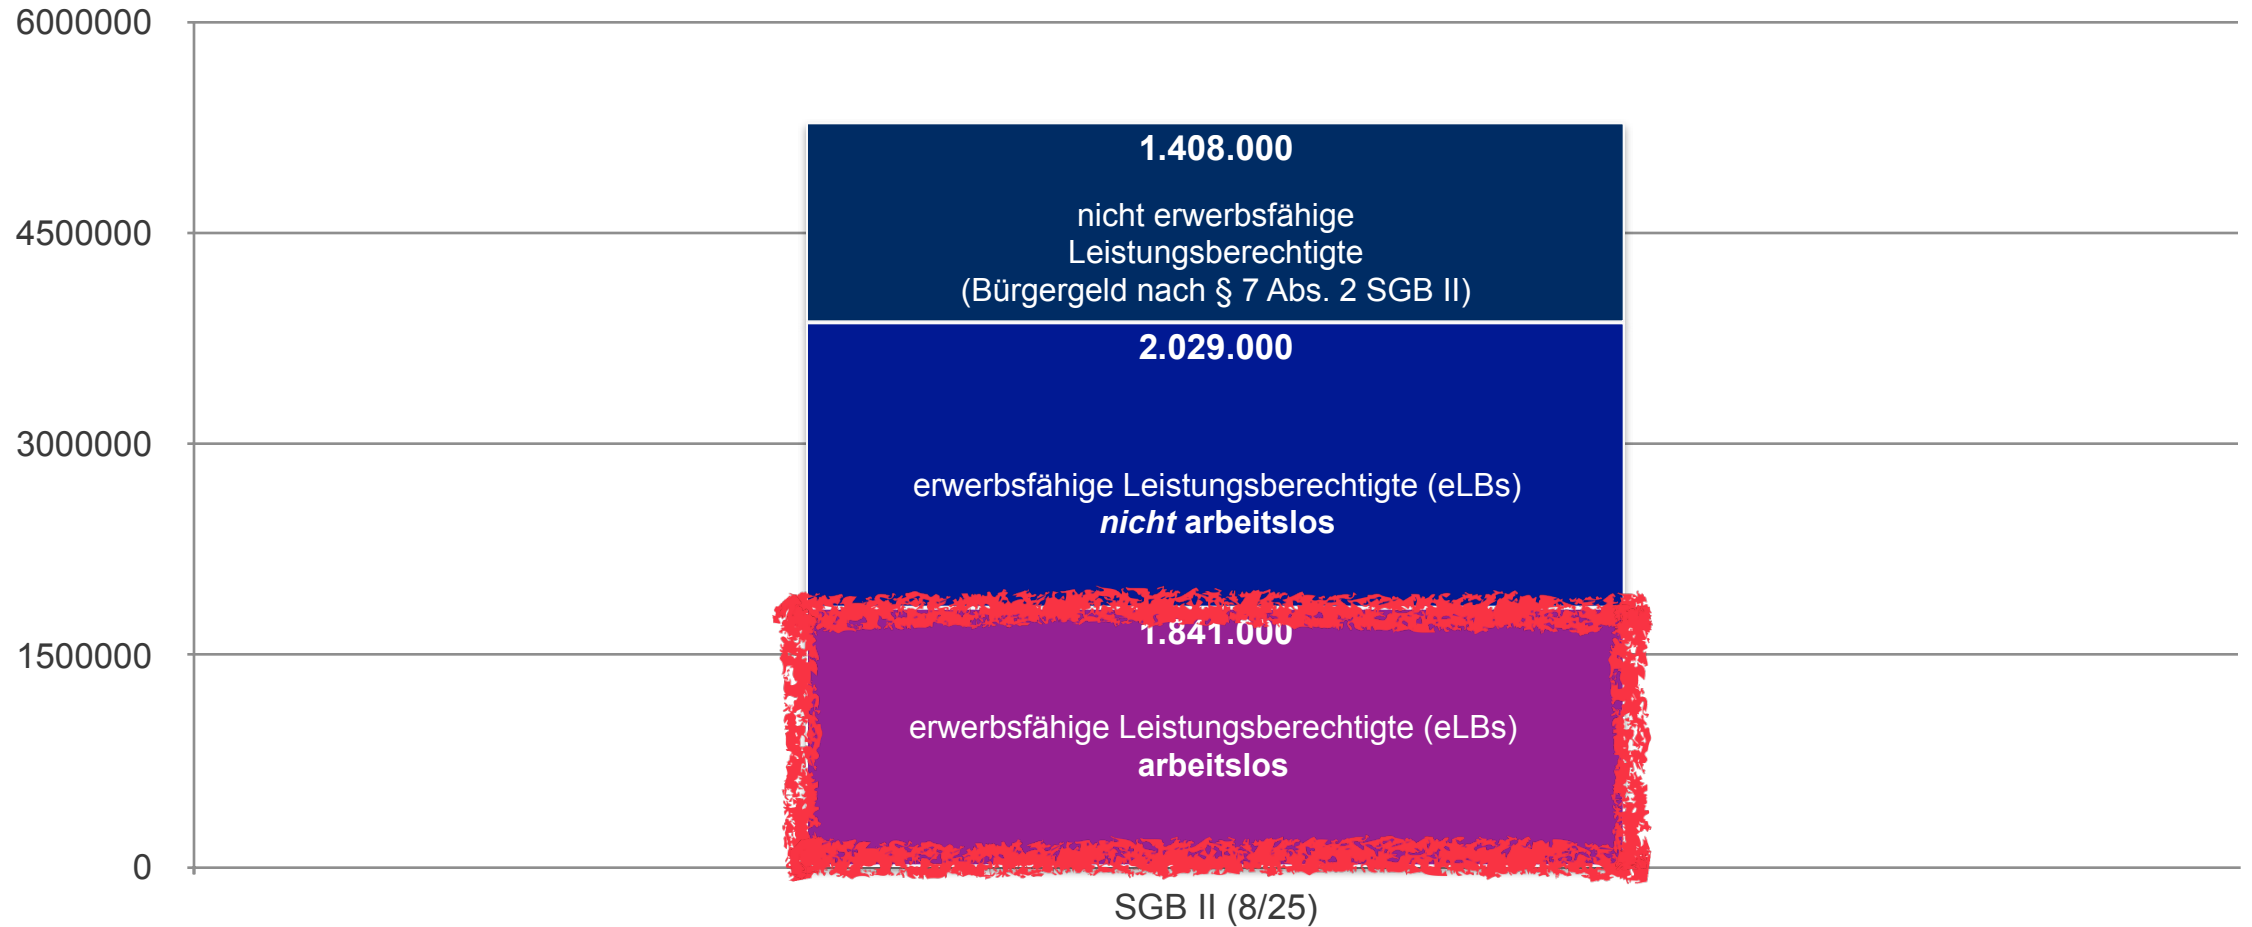 6000000
4500000
3000000
1500000
0
1.408.000
nicht erwerbsfähige
Leistungsberechtigte
(Bürgergeld nach § 7 Abs. 2 SGB II)
2.029.000
erwerbsfähige Leistungsberechtigte (eLBs)
nicht arbeitslos
1.841.000
erwerbsfähige Leistungsberechtigte (eLBs)
arbeitslos
SGB II (8/25)